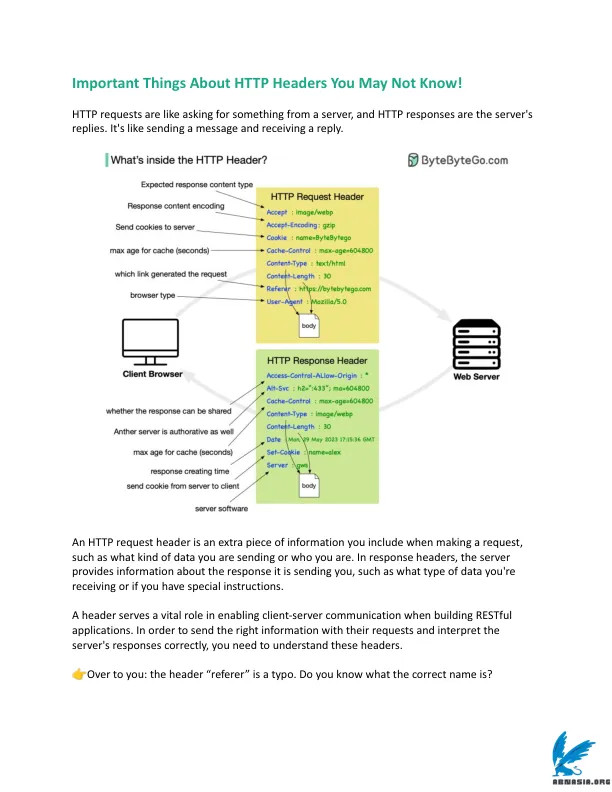 Important Things About HTTP Headers You May Not Know!
HTTP requests are like asking for something from a server, and HTTP responses are the server's
replies. It's like sending a message and receiving a reply.
What's inside the HTTP Header?
ByteByteGo.com
Expected response content type
Response content encoding
Send cookies to server
max age for cache (seconds)
which link generated the request
browser type
HTTP Request Header
Accept : image/webp
Accept-Encoding: gzip
Cookie : name=ByteBytego
Cache-Control : max-age=604800
Content-Type : text/html
Content-Length : 30
Referer : https://bytebytego.com
User-Agent : Mozilla/5.0
body
Client Browser
Web Server
HTTP Response Header
Access-Control-ALlow-Origin : *
Alt-Svc : h2=":433"; ma=604800
Cache-Control : max-age=604800
Content-Type : image/webp
Content-Length : 30
Date : Mon, 29 May 2023 17:15:36 GMT
Set-Cookie : name=alex
Server : gws
body
whether the response can be shared
Anther server is authorative as well
max age for cache (seconds)
response creating time
send cookie from server to client
server software
An HTTP request header is an extra piece of information you include when making a request,
such as what kind of data you are sending or who you are. In response headers, the server
provides information about the response it is sending you, such as what type of data you're
receiving or if you have special instructions.
A header serves a vital role in enabling client-server communication when building RESTful
applications. In order to send the right information with their requests and interpret the
server's responses correctly, you need to understand these headers.
👉Over to you: the header “referer” is a typo. Do you know what the correct name is?
ABNASIA.ORG